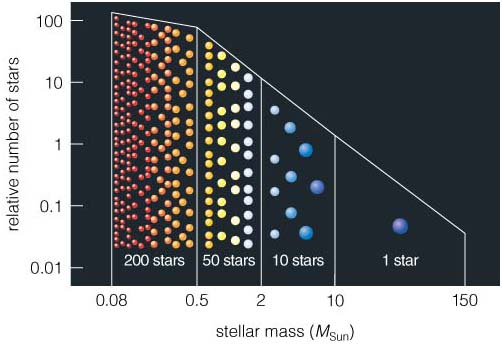 relative number of stars
100
10
1
0.1
0.01
200 stars
50 stars
10 stars
1 star
0.08
0.5
2
10
150
stellar mass (MSun)